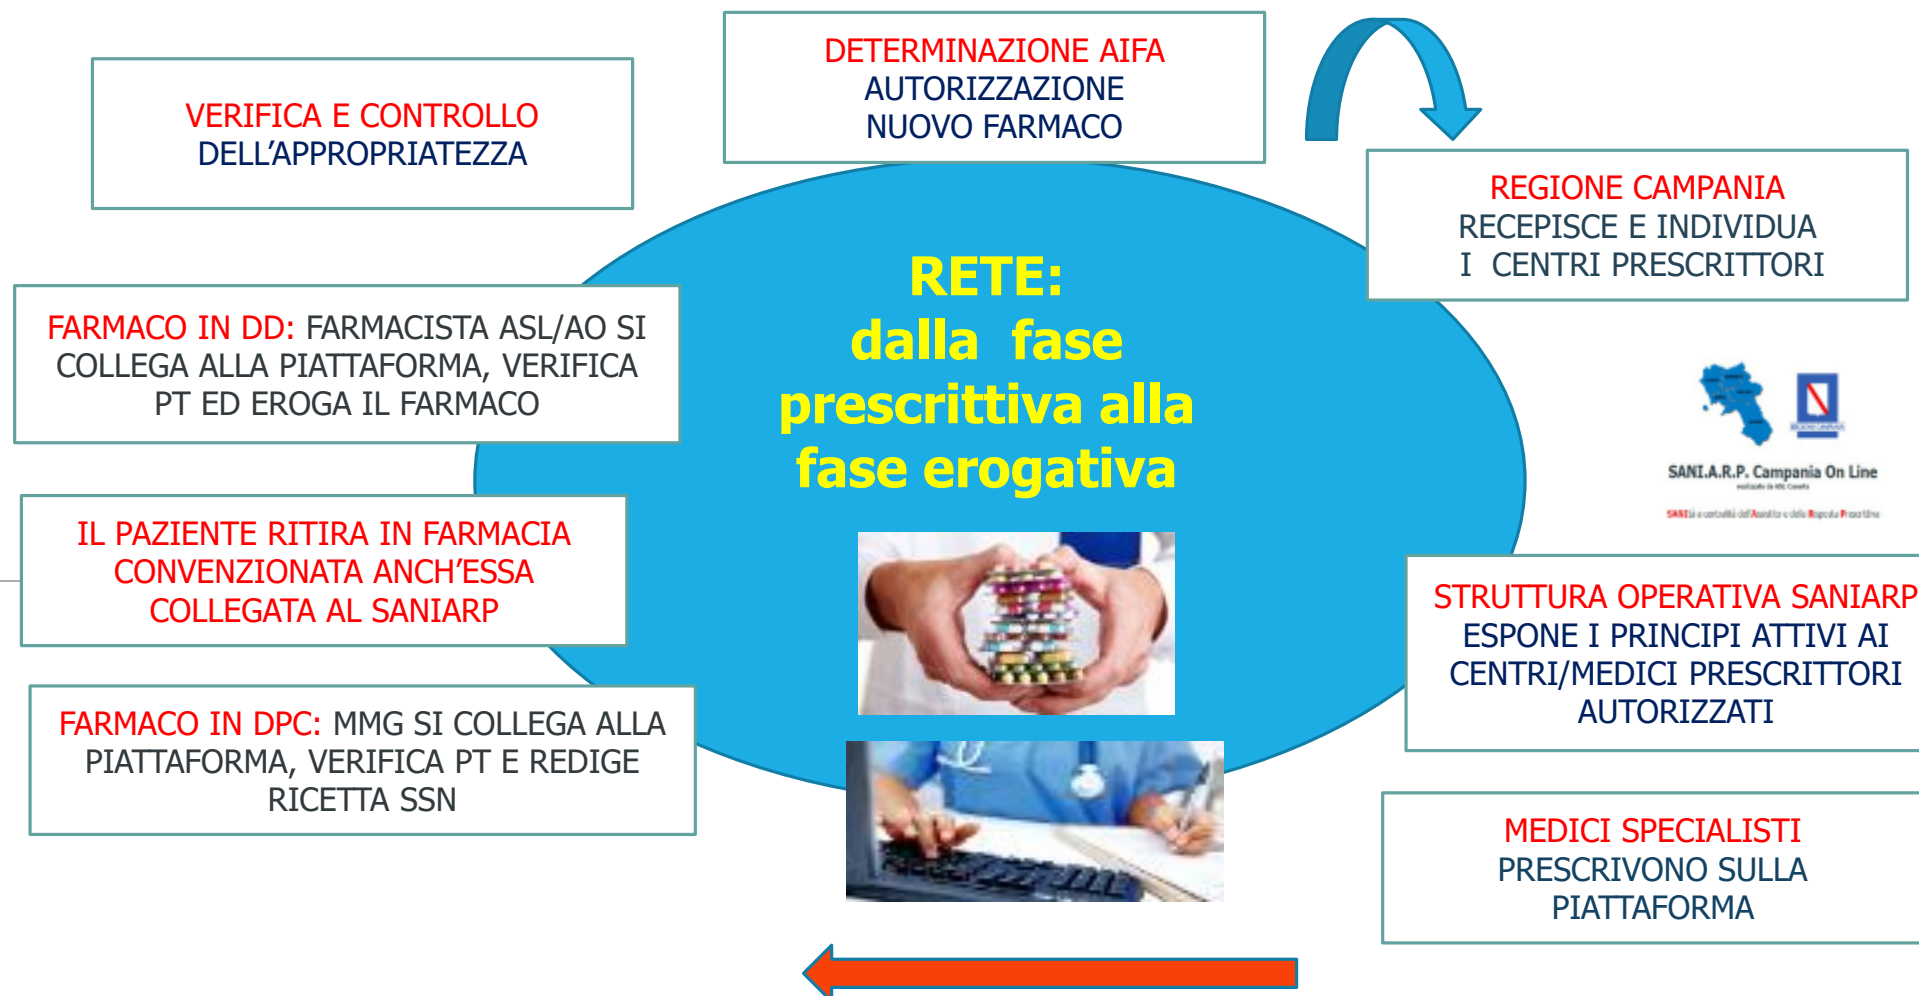 DETERMINAZIONE AIFA
AUTORIZZAZIONE
NUOVO FARMACO
REGIONE CAMPANIA
RECEPISCE E INDIVIDUA
I CENTRI PRESCRITTORI
SANI.A.R.P. Campania On Line
STRUTTURA OPERATIVA SANIARP
ESPONE I PRINCIPI ATTIVI AI
CENTRI/MEDICI PRESCRITTORI
AUTORIZZATI
MEDICI SPECIALISTI
PRESCRIVONO SULLA
PIATTAFORMA
RETE:
dalla fase
prescrittiva alla
fase erogativa
VERIFICA E CONTROLLO
DELL’APPROPRIATEZZA
FARMACO IN DD: FARMACISTA ASL/AO SI
COLLEGA ALLA PIATTAFORMA, VERIFICA
PT ED EROGA IL FARMACO
IL PAZIENTE RITIRA IN FARMACIA
CONVENZIONATA ANCH’ESSA
COLLEGATA AL SANIARP
FARMACO IN DPC: MMG SI COLLEGA ALLA
PIATTAFORMA, VERIFICA PT E REDIGE
RICETTA SSN